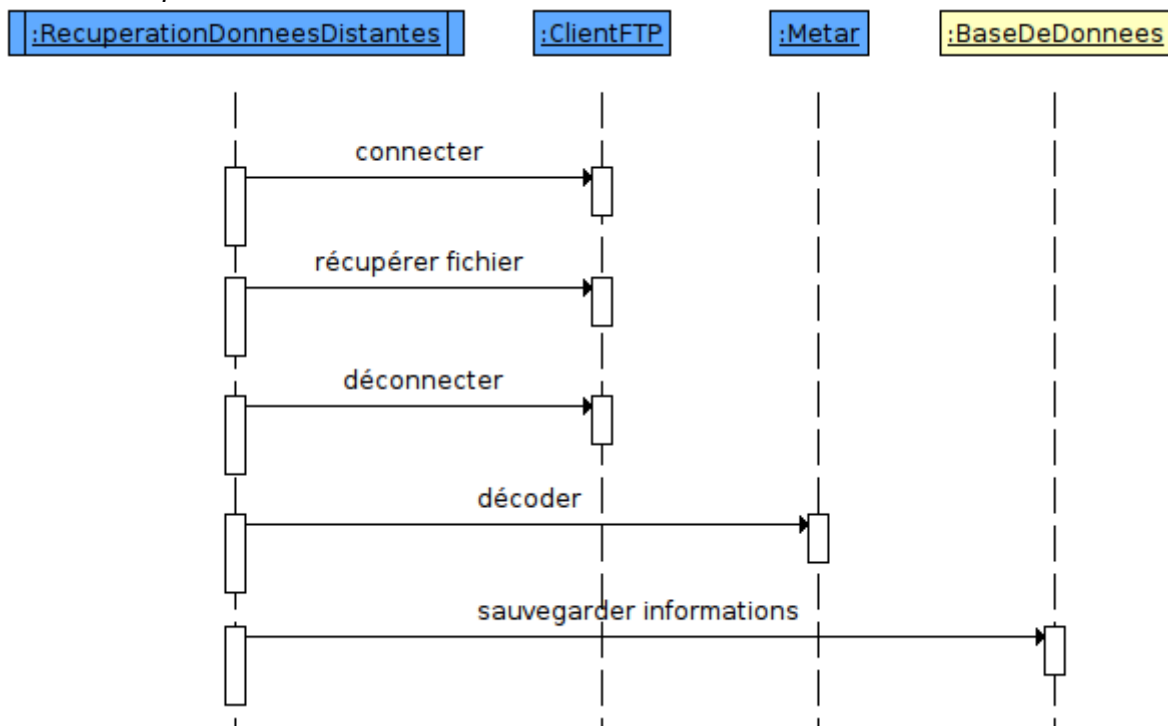 :RecuperationDonneesDistantes :ClientFTP :Metar :BaseDeDonnees
connecter
récupérer fichier
déconnecter
décoder
sauvegarder informations